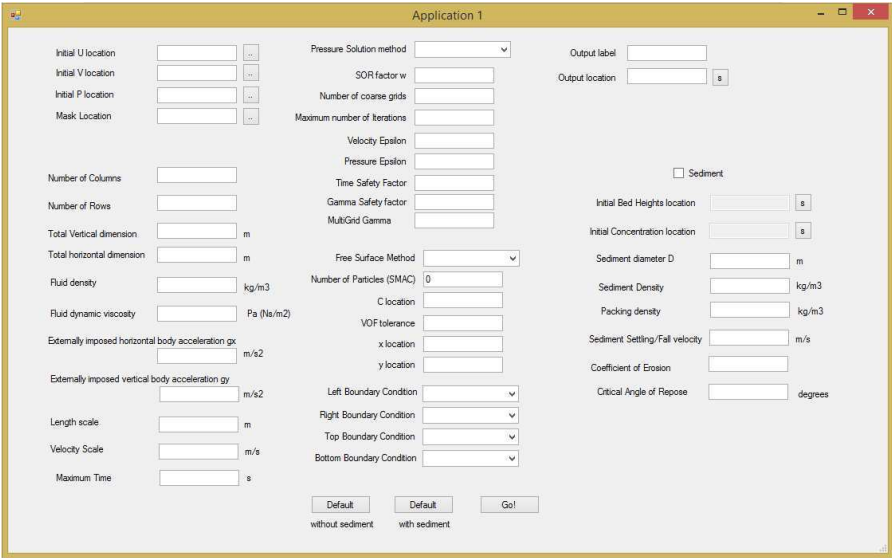 Application 1
Initial U location ..
Initial V location ..
Initial P location ..
Mask Location ..
Number of Columns
Number of Rows
Total Vertical dimension m
Total horizontal dimension m
Fluid density kg/m3
Fluid dynamic viscosity Pa (Ns/m2)
Externally imposed horizontal body acceleration gx
m/s2
Externally imposed vertical body acceleration gy
m/s2
Length scale m
Velocity Scale m/s
Maximum Time s
Pressure Solution method
SOR factor w
Number of coarse grids
Maximum number of Iterations
Velocity Epsilon
Pressure Epsilon
Time Safety Factor
Gamma Safety factor
MultiGrid Gamma
Free Surface Method
Number of Particles (SMAC) 0
C location
VOF tolerance
x location
y location
Left Boundary Condition
Right Boundary Condition
Top Boundary Condition
Bottom Boundary Condition
Default Default Go!
without sediment with sediment
Output label
Output location s
Sediment
Initial Bed Heights location s
Initial Concentration location s
Sediment diameter D m
Sediment Density kg/m3
Packing density kg/m3
Sediment Settling/Fall velocity m/s
Coefficient of Erosion
Critical Angle of Repose degrees